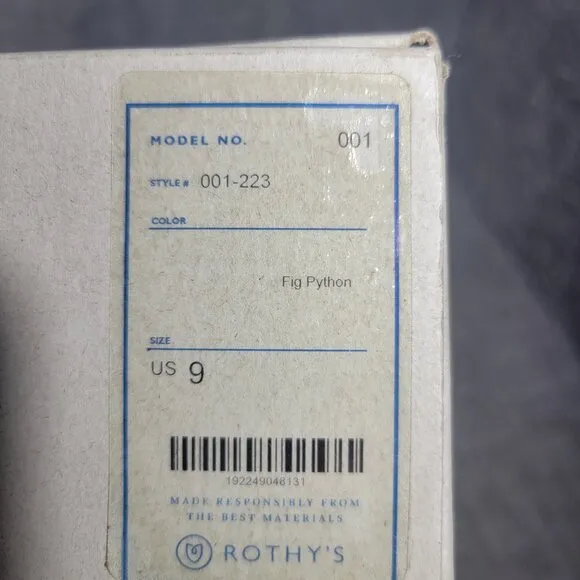 MODEL NO. 001
STYLE # 001-223
COLOR
Fig Python
SIZE
US 9
192249048131
MADE RESPONSIBLY FROM
THE BEST MATERIALS
ROTHY'S